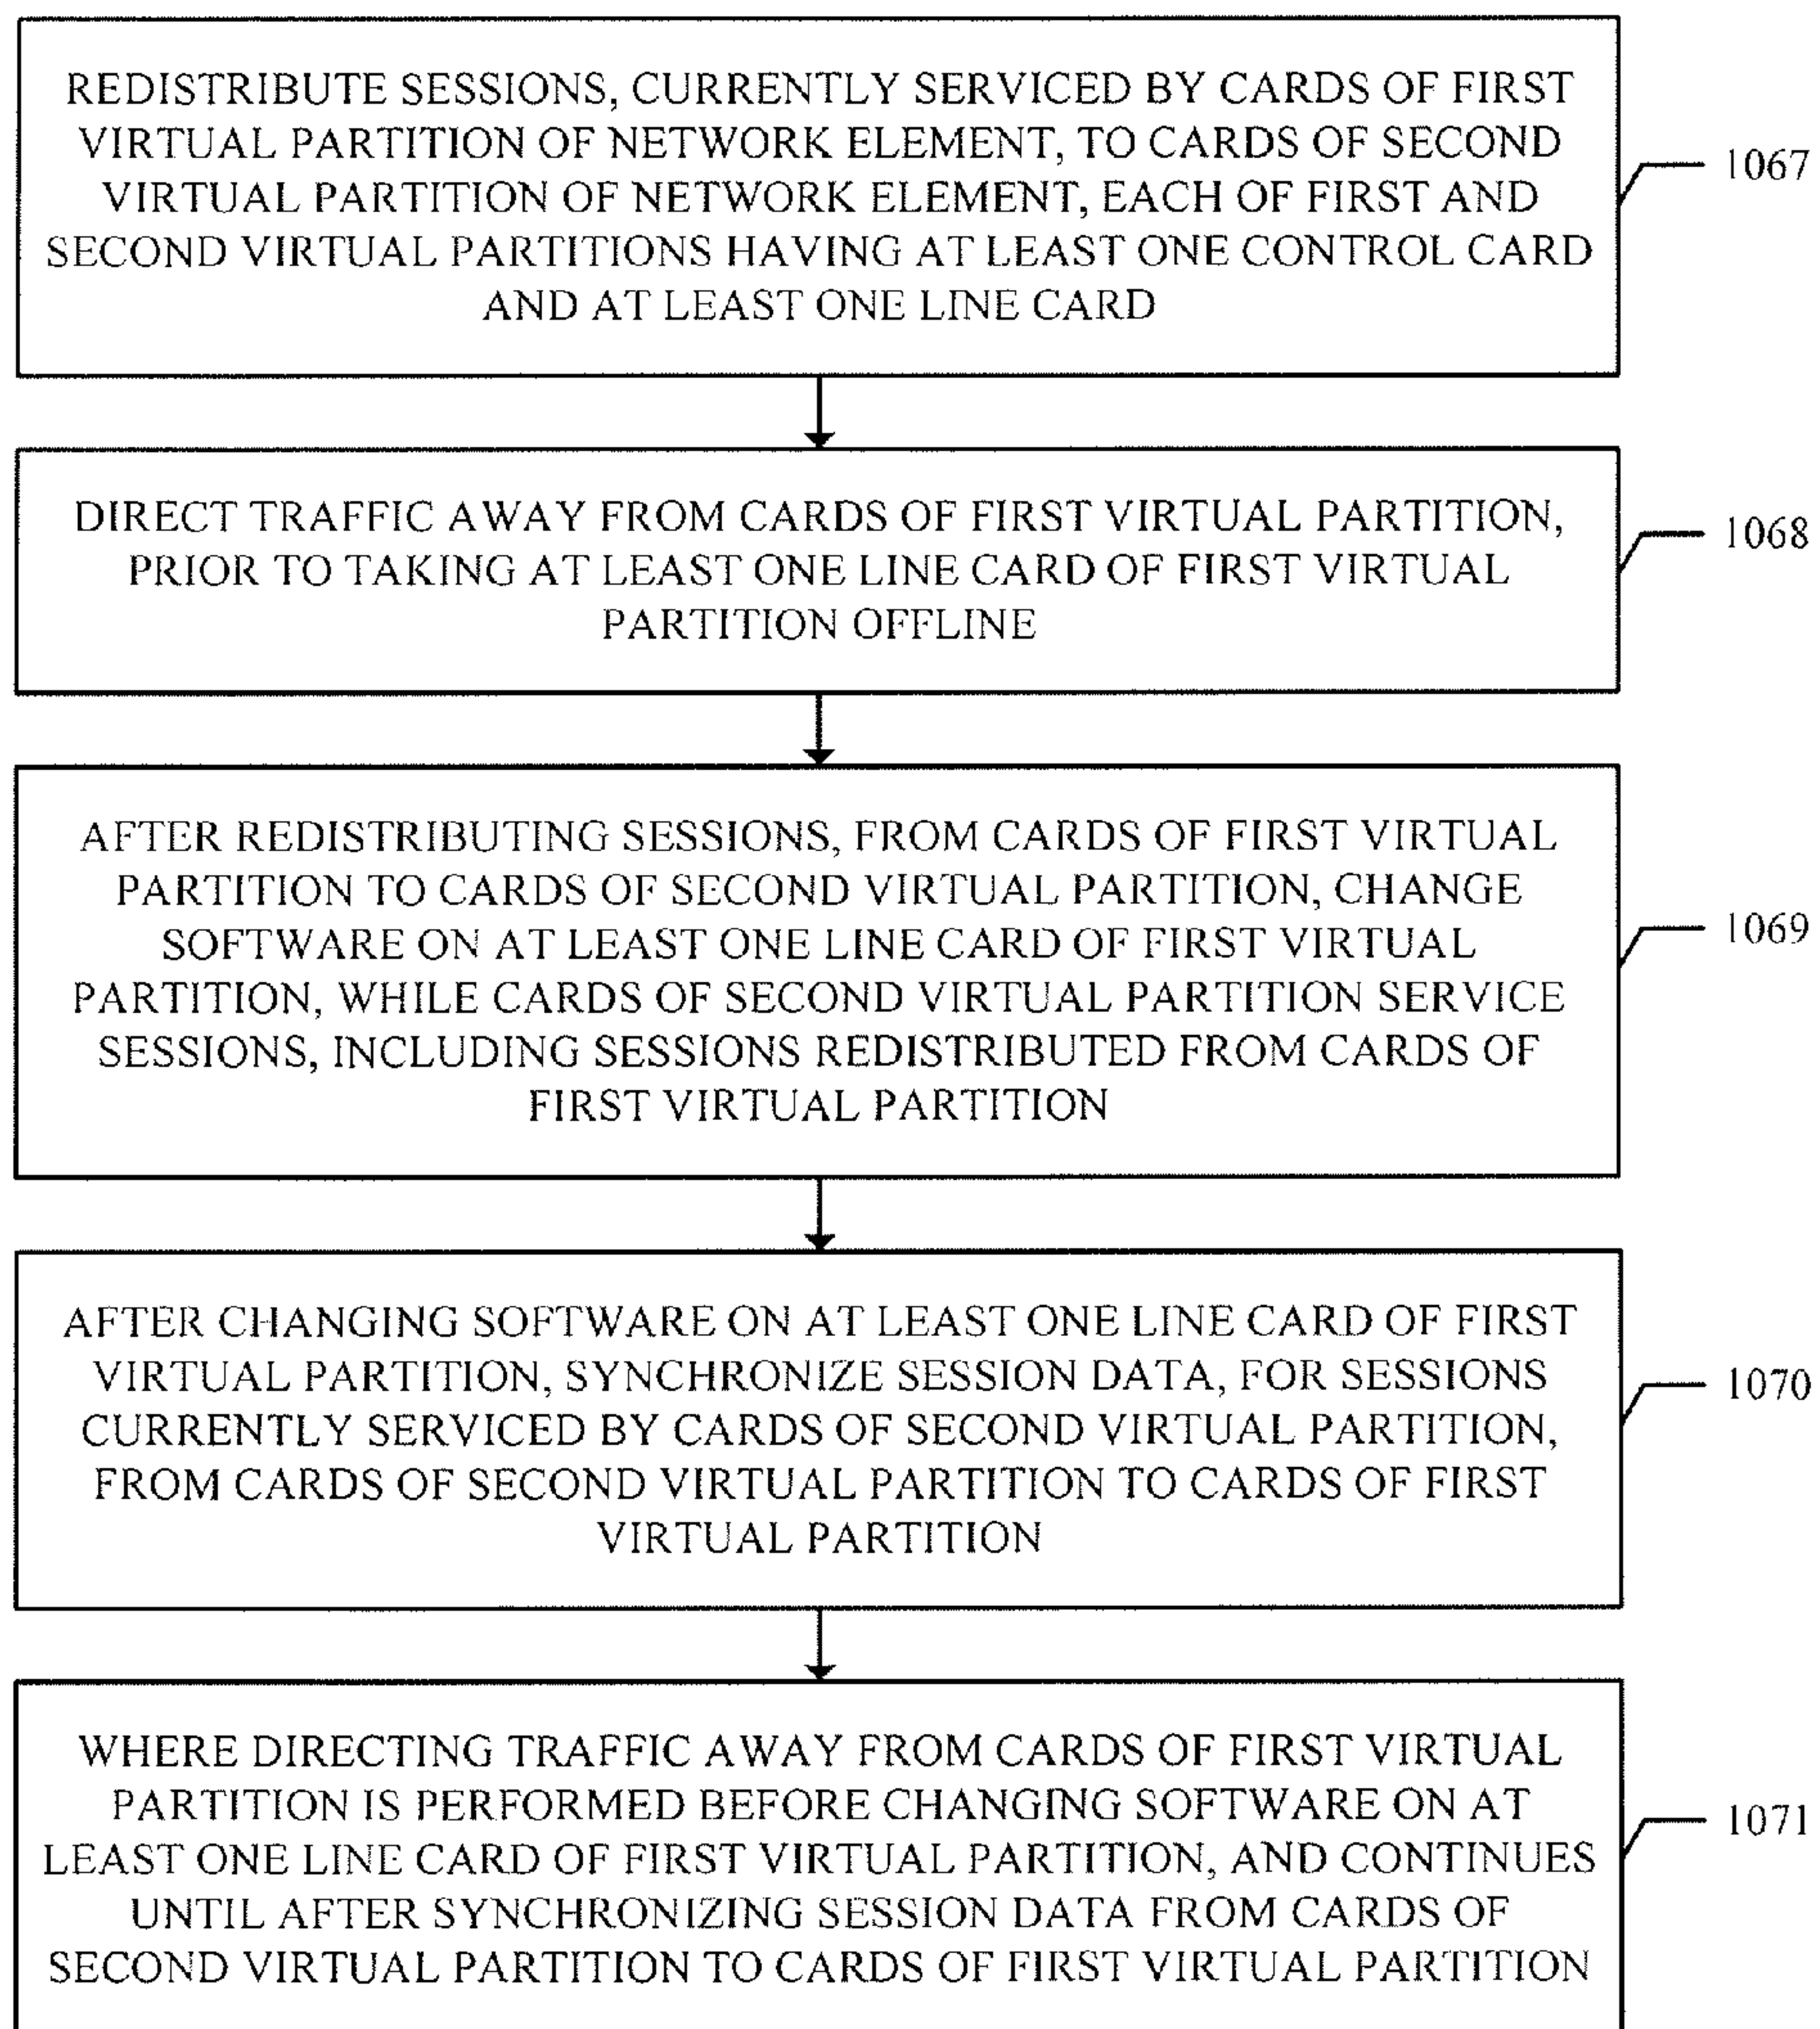 REDISTRIBUTE SESSIONS, CURRENTLY SERVICED BY CARDS OF FIRST
VIRTUAL PARTITION OF NETWORK ELEMENT, TO CARDS OF SECOND
VIRTUAL PARTITION OF NETWORK ELEMENT, EACH OF FIRST AND
SECOND VIRTUAL PARTITIONS HAVING AT LEAST ONE CONTROL CARD
AND AT LEAST ONE LINE CARD
1067
DIRECT TRAFFIC AWAY FROM CARDS OF FIRST VIRTUAL PARTITION,
PRIOR TO TAKING AT LEAST ONE LINE CARD OF FIRST VIRTUAL
PARTITION OFFLINE
1068
AFTER REDISTRIBUTING SESSIONS, FROM CARDS OF FIRST VIRTUAL
PARTITION TO CARDS OF SECOND VIRTUAL PARTITION, CHANGE
SOFTWARE ON AT LEAST ONE LINE CARD OF FIRST VIRTUAL
PARTITION, WHILE CARDS OF SECOND VIRTUAL PARTITION SERVICE
SESSIONS, INCLUDING SESSIONS REDISTRIBUTED FROM CARDS OF
FIRST VIRTUAL PARTITION
1069
AFTER CHANGING SOFTWARE ON AT LEAST ONE LINE CARD OF FIRST
VIRTUAL PARTITION, SYNCHRONIZE SESSION DATA, FOR SESSIONS
CURRENTLY SERVICED BY CARDS OF SECOND VIRTUAL PARTITION,
FROM CARDS OF SECOND VIRTUAL PARTITION TO CARDS OF FIRST
VIRTUAL PARTITION
1070
WHERE DIRECTING TRAFFIC AWAY FROM CARDS OF FIRST VIRTUAL
PARTITION IS PERFORMED BEFORE CHANGING SOFTWARE ON AT
LEAST ONE LINE CARD OF FIRST VIRTUAL PARTITION, AND CONTINUES
UNTIL AFTER SYNCHRONIZING SESSION DATA FROM CARDS OF
SECOND VIRTUAL PARTITION TO CARDS OF FIRST VIRTUAL PARTITION
1071